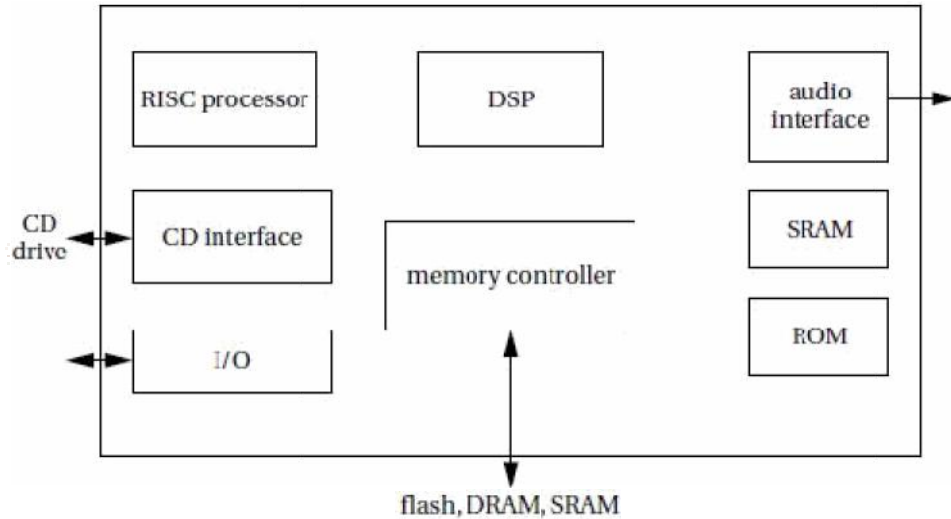 RISC processor
DSP
audio
interface
CD
drive
CD interface
memory controller
SRAM
I/O
ROM
flash, DRAM, SRAM